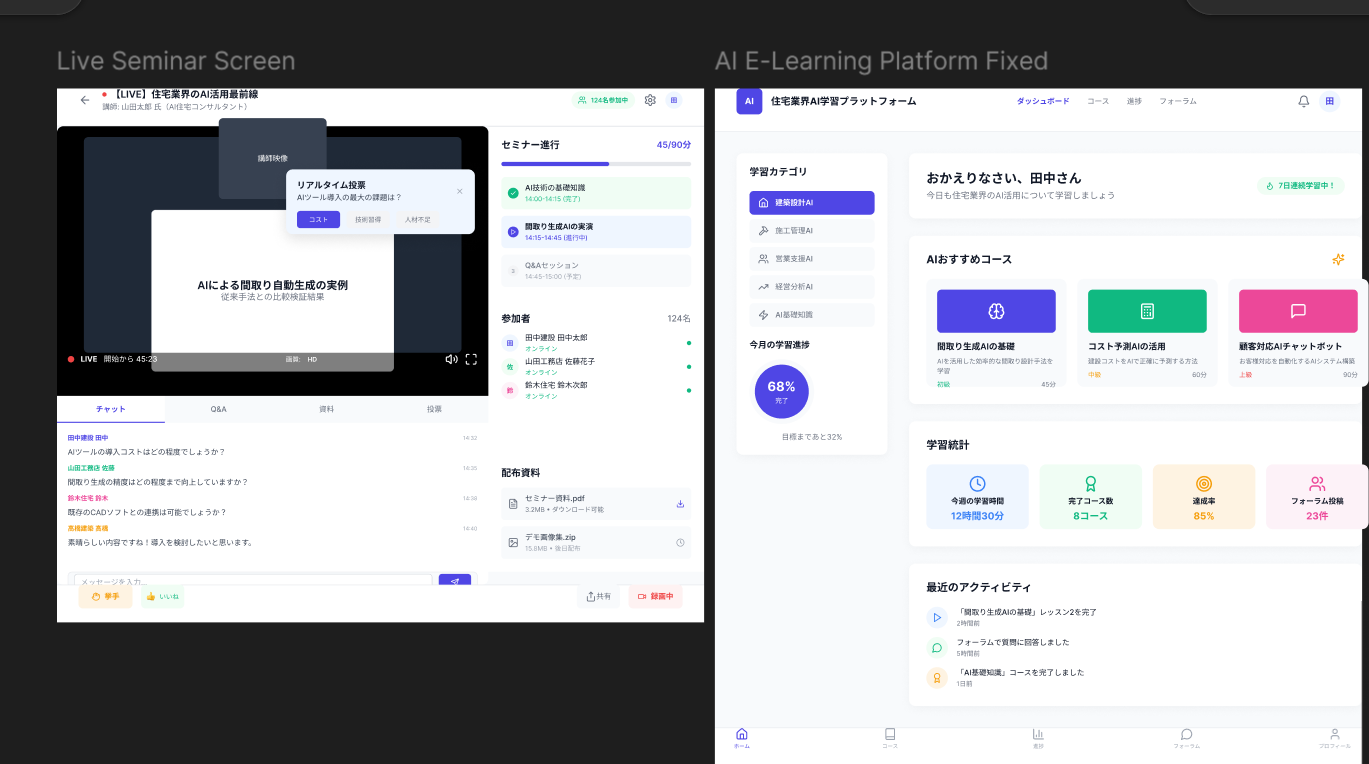 Live Seminar Screen
【LIVE】住宅業界のAI活用最前線
講師: 山田太郎 氏（AI住宅コンサルタント）
124名参加中
田
講師映像
リアルタイム投票
AIツール導入の最大の課題は？
コスト
技術習得
人材不足
AIによる間取り自動生成の実例
従来手法との比較検証結果
LIVE 開始から 45:23
画質: HD
セミナー進行 45/90分
AI技術の基礎知識
14:00-14:15 (完了)
間取り生成AIの実演
14:15-14:45 (進行中)
3
Q&Aセッション
14:45-15:00 (予定)
参加者 124名
田
田中建設 田中太郎
オンライン
佐
山田工務店 佐藤花子
オンライン
鈴
鈴木住宅 鈴木次郎
オンライン
配布資料
セミナー資料.pdf
3.2MB • ダウンロード可能
デモ画像集.zip
15.8MB • 後日配布
チャット
Q&A
資料
投票
田中建設 田中 14:32
AIツールの導入コストはどの程度でしょうか？
山田工務店 佐藤 14:35
間取り生成の精度はどの程度まで向上していますか？
鈴木住宅 鈴木 14:38
既存のCADソフトとの連携は可能でしょうか？
高橋建築 高橋 14:40
素晴らしい内容ですね！導入を検討したいと思います。
メッセージを入力...
挙手
いいね
共有
録画中
AI E-Learning Platform Fixed
AI
住宅業界AI学習プラットフォーム
ダッシュボード
コース
進捗
フォーラム
田
学習カテゴリ
建築設計AI
施工管理AI
営業支援AI
経営分析AI
AI基礎知識
今月の学習進捗
68%
完了
目標まであと32%
おかえりなさい、田中さん
今日も住宅業界のAI活用について学習しましょう
7日連続学習中！
AIおすすめコース
間取り生成AIの基礎
AIを活用した効率的な間取り設計手法を
学習
初級 45分
コスト予測AIの活用
建設コストをAIで正確に予測する方法
中級 60分
顧客対応AIチャットボット
お客様対応を自動化するAIシステム構築
上級 90分
学習統計
今週の学習時間
12時間30分
完了コース数
8コース
達成率
85%
フォーラム投稿
23件
最近のアクティビティ
「間取り生成AIの基礎」レッスン2を完了
2時間前
フォーラムで質問に回答しました
5時間前
「AI基礎知識」コースを完了しました
1日前
ホーム
コース
進捗
フォーラム
プロフィール